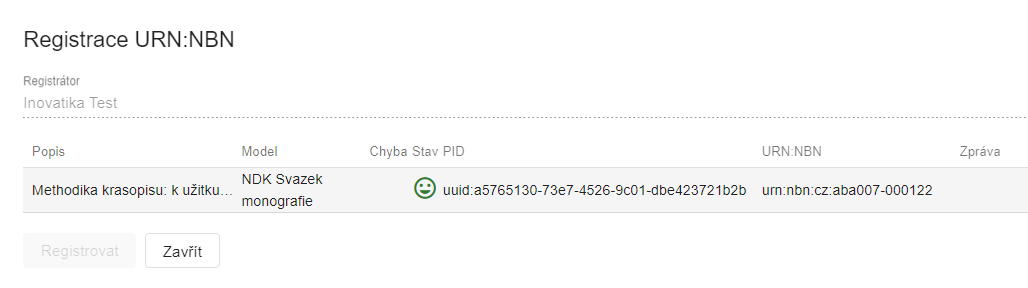 Registrace URN:NBN
Registrátor
Inovatika Test
Popis Model Chyba Stav PID URN:NBN Zpráva
Methodika krasopisu: k užitku… NDK Svazek monografie uuid:a5765130-73e7-4526-9c01-dbe423721b2b urn:nbn:cz:aba007-000122
Registrovat Zavřít